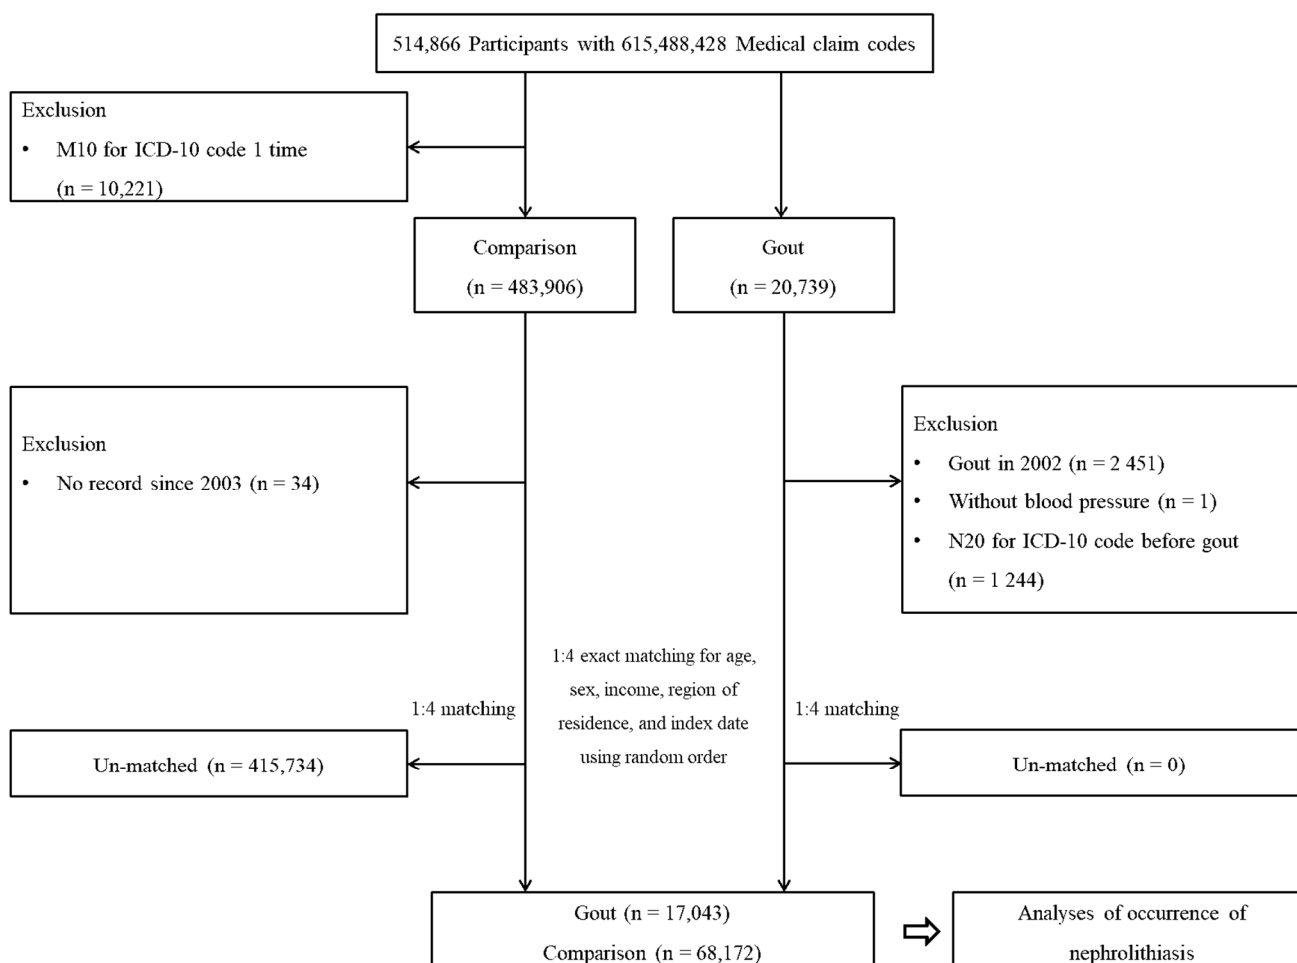 514,866 Participants with 615,488,428 Medical claim codes
Exclusion
• M10 for ICD-10 code 1 time
(n = 10,221)
Comparison
(n = 483,906)
Gout
(n = 20,739)
Exclusion
• No record since 2003 (n = 34)
Exclusion
• Gout in 2002 (n = 2 451)
• Without blood pressure (n = 1)
• N20 for ICD-10 code before gout
(n = 1 244)
1:4 exact matching for age,
sex, income, region of
residence, and index date
using random order
1:4 matching
1:4 matching
Un-matched (n = 415,734)
Un-matched (n = 0)
Gout (n = 17,043)
Comparison (n = 68,172)
Analyses of occurrence of
nephrolithiasis